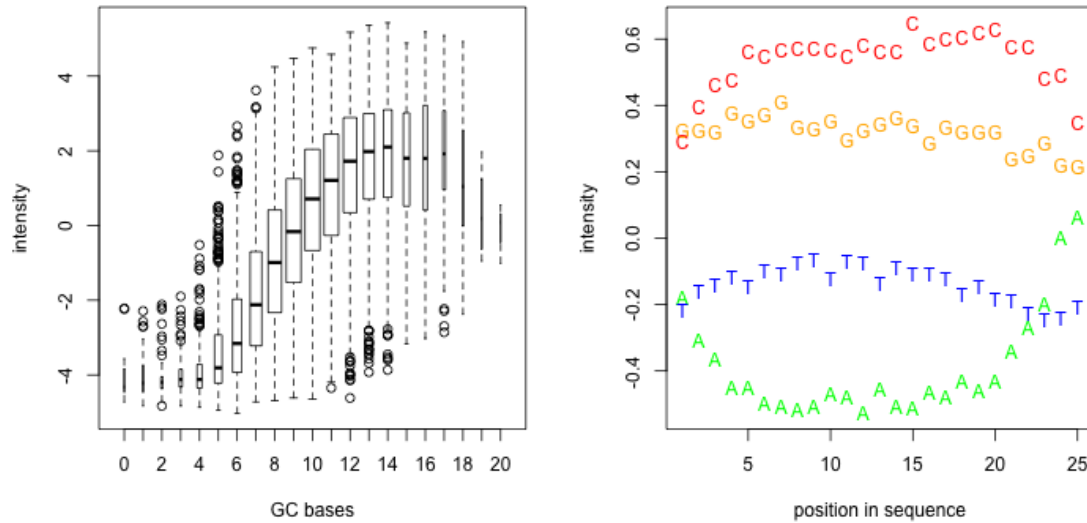 intensity
4
2
0
-2
-4
0 2 4 6 8 10 12 14 16 18 20
GC bases
intensity
0.6
0.4
0.2
0.0
-0.2
-0.4
C C C C C C C C C C C C C C C C C C C C C C C C C
G G G G G G G G G G G G G G G G G G G G G G G G G
T T T T T T T T T T T T T T T T T T T T T T T T T
A A A A A A A A A A A A A A A A A A A A A A A A A
5 10 15 20 25
position in sequence